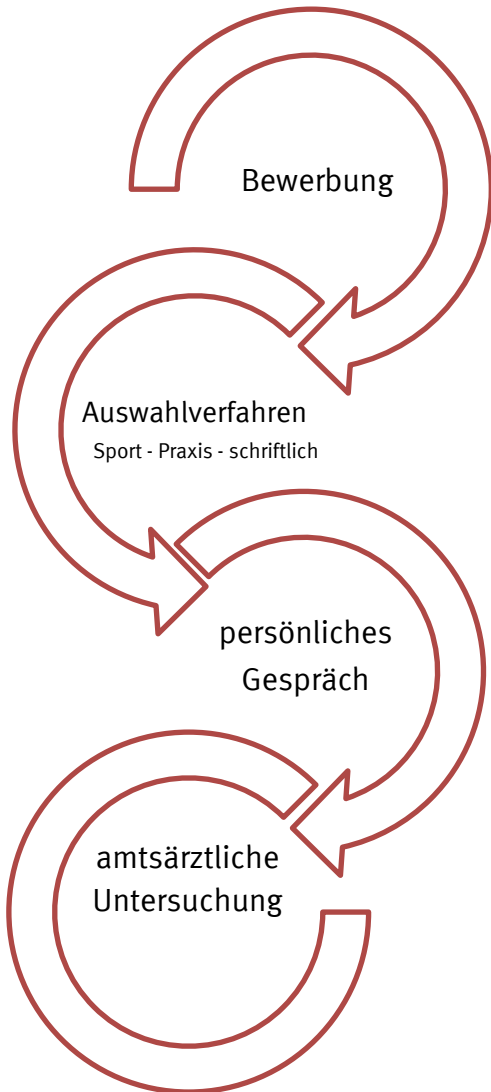 Bewerbung
Auswahlverfahren
Sport - Praxis - schriftlich
persönliches
Gespräch
amtsärztliche
Untersuchung